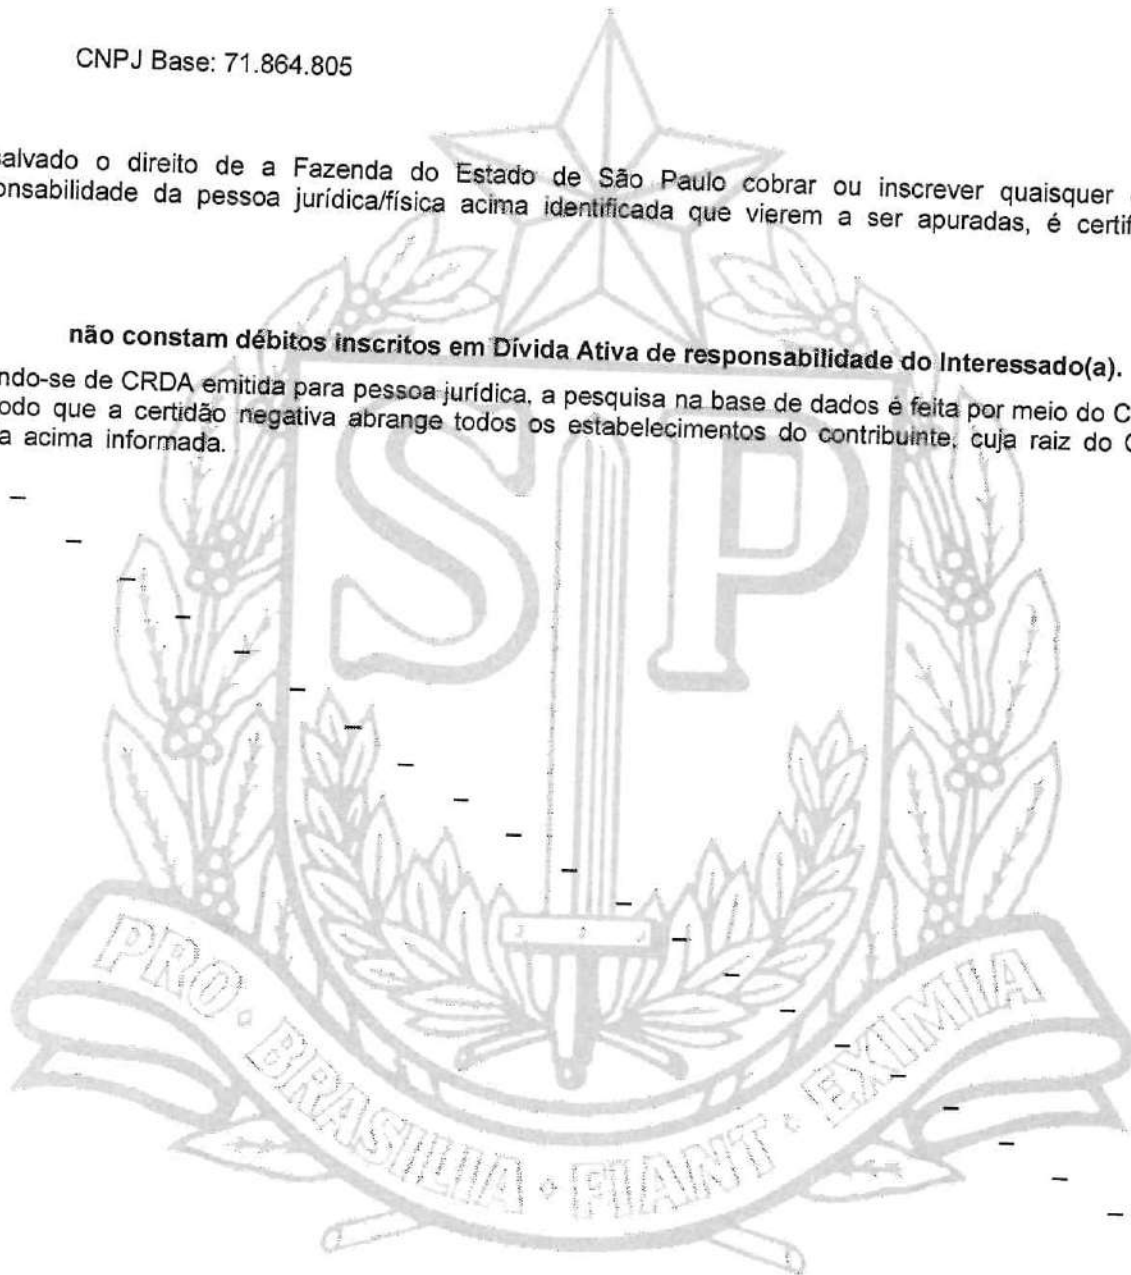 CNPJ Base: 71.864.805
salvado o direito de a Fazenda do Estado de São Paulo cobrar ou inscrever quaisquer
onsabilidade da pessoa jurídica/física acima identificada que vierem a ser apuradas, é certif
não constam débitos inscritos em Dívida Ativa de responsabilidade do Interessado(a).
ndo-se de CRDA emitida para pessoa jurídica, a pesquisa na base de dados é feita por meio do C
odo que a certidão negativa abrange todos os estabelecimentos do contribuinte, cuja raiz do C
a acima informada.
SP
PRO · BRASILIA · FIANT · EXIMIA